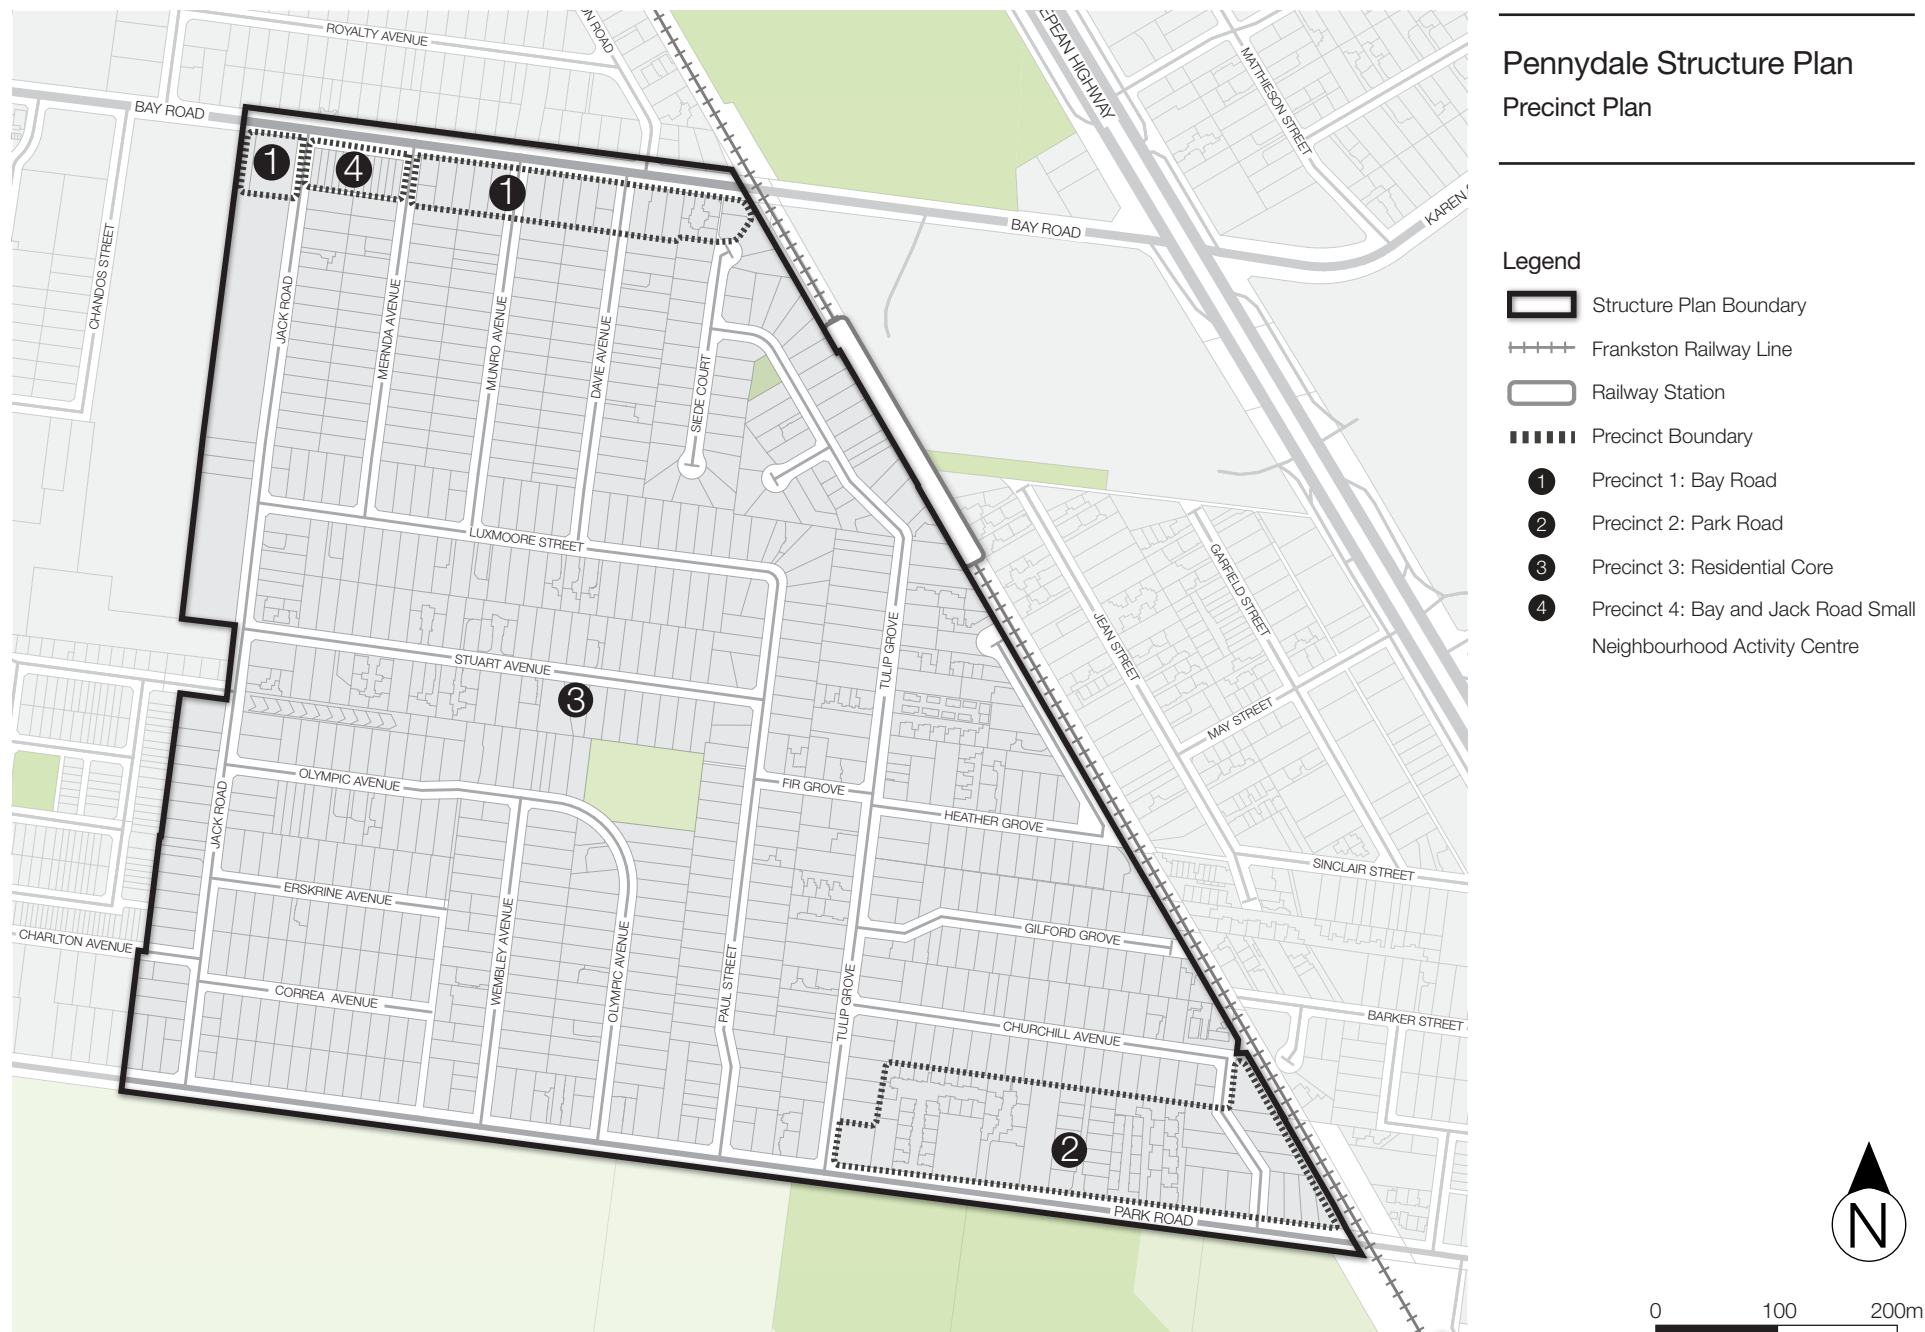 Pennydale Structure Plan
Precinct Plan
Legend
Structure Plan Boundary
Frankston Railway Line
Railway Station
Precinct Boundary
1 Precinct 1: Bay Road
2 Precinct 2: Park Road
3 Precinct 3: Residential Core
4 Precinct 4: Bay and Jack Road Small
Neighbourhood Activity Centre
N
0 100 200m
ROYALTY AVENUE
ON ROAD
EPEAN HIGHWAY
MATTHIESON STREET
KAREN
BAY ROAD
BAY ROAD
1
4
1
CHANDOS STREET
JACK ROAD
MERNDA AVENUE
MUNRO AVENUE
DAVIE AVENUE
SIEDE COURT
LUXMOORE STREET
GARFIELD STREET
JEAN STREET
TULIP GROVE
STUART AVENUE
3
MAY STREET
OLYMPIC AVENUE
FIR GROVE
HEATHER GROVE
JACK ROAD
SINCLAIR STREET
ERSKRINE AVENUE
CHARLTON AVENUE
WEMBLEY AVENUE
OLYMPIC AVENUE
PAUL STREET
TULIP GROVE
GILFORD GROVE
CORREA AVENUE
CHURCHILL AVENUE
BARKER STREET
2
PARK ROAD